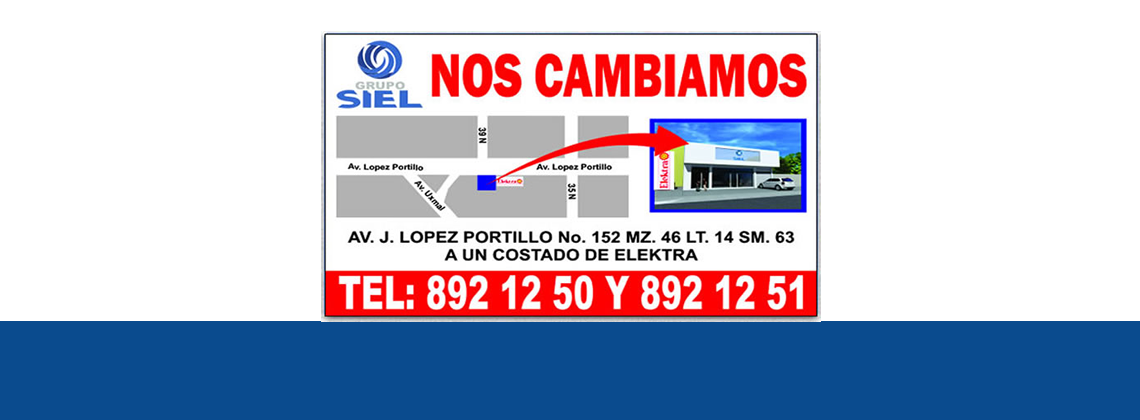 GRUPO
SIEL
NOS CAMBIAMOS
39 N
Av. Lopez Portillo
Av. Lopez Portillo
Elektra
Av. Uxmal
35 N
Elektra
AV. J. LOPEZ PORTILLO No. 152 MZ. 46 LT. 14 SM. 63
A UN COSTADO DE ELEKTRA
TEL: 892 12 50 Y 892 12 51